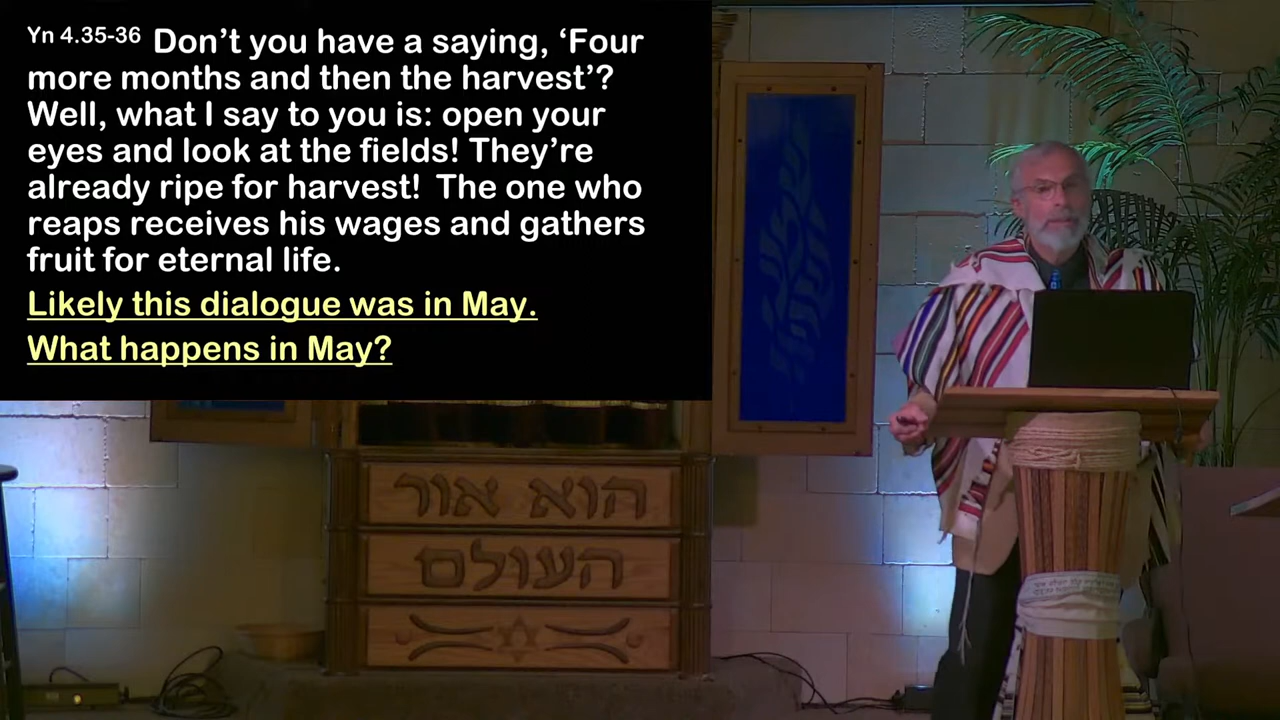 Yn 4.35-36 Don’t you have a saying, ‘Four
more months and then the harvest’?
Well, what I say to you is: open your
eyes and look at the fields! They’re
already ripe for harvest!  The one who
reaps receives his wages and gathers
fruit for eternal life.
Likely this dialogue was in May.
What happens in May?
הוא אור
העולם